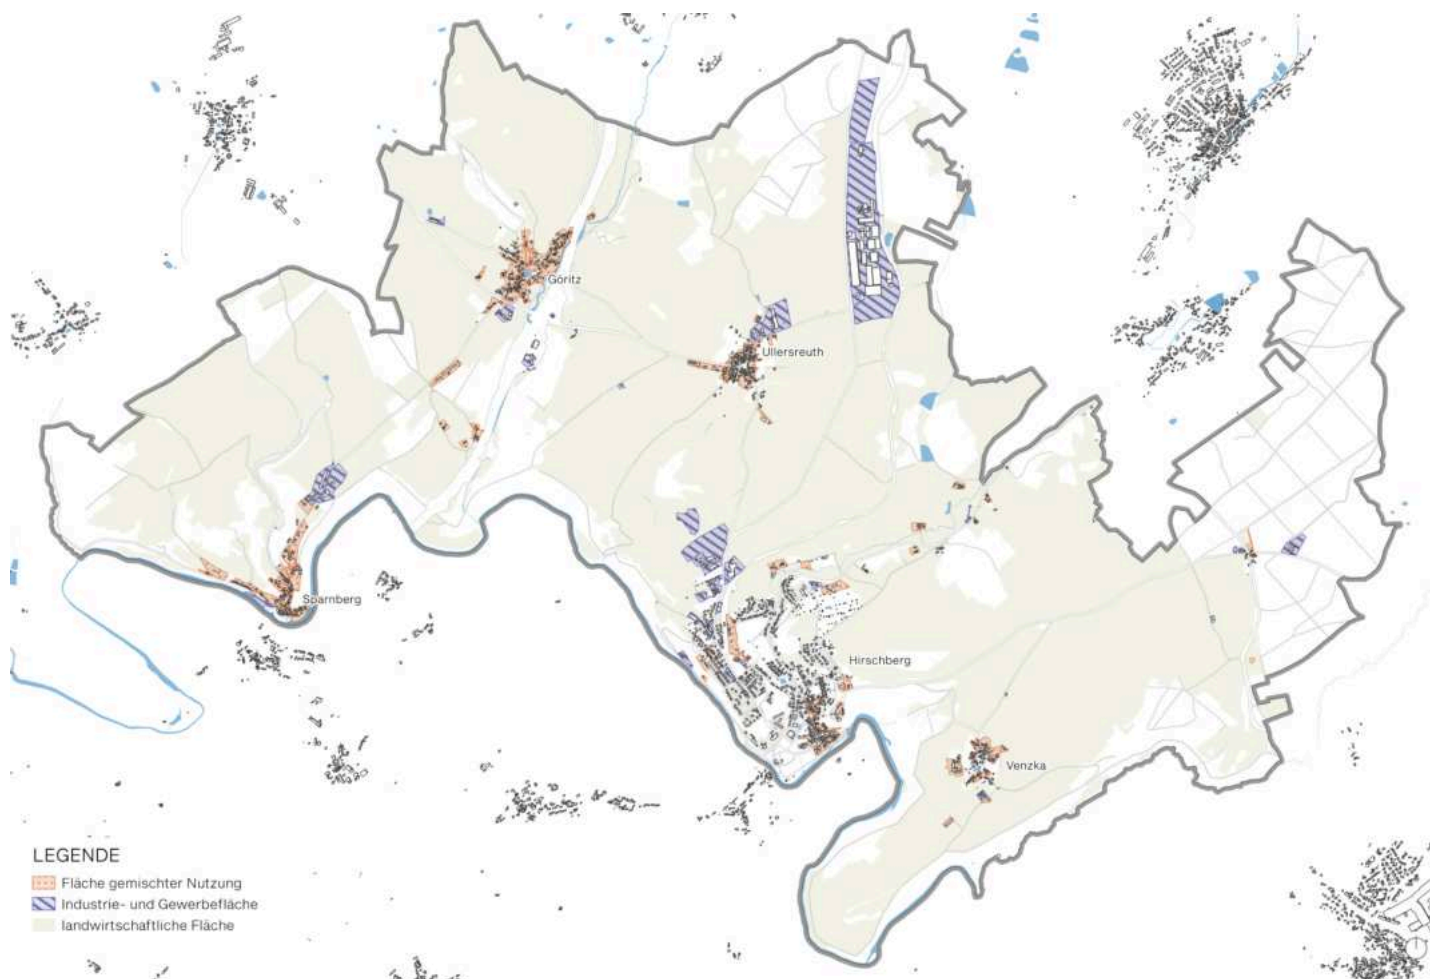 Göritz
Ullersreuth
Sparnberg
Hirschberg
Venzka
LEGENDE
Fläche gemischter Nutzung
Industrie- und Gewerbefläche
landwirtschaftliche Fläche